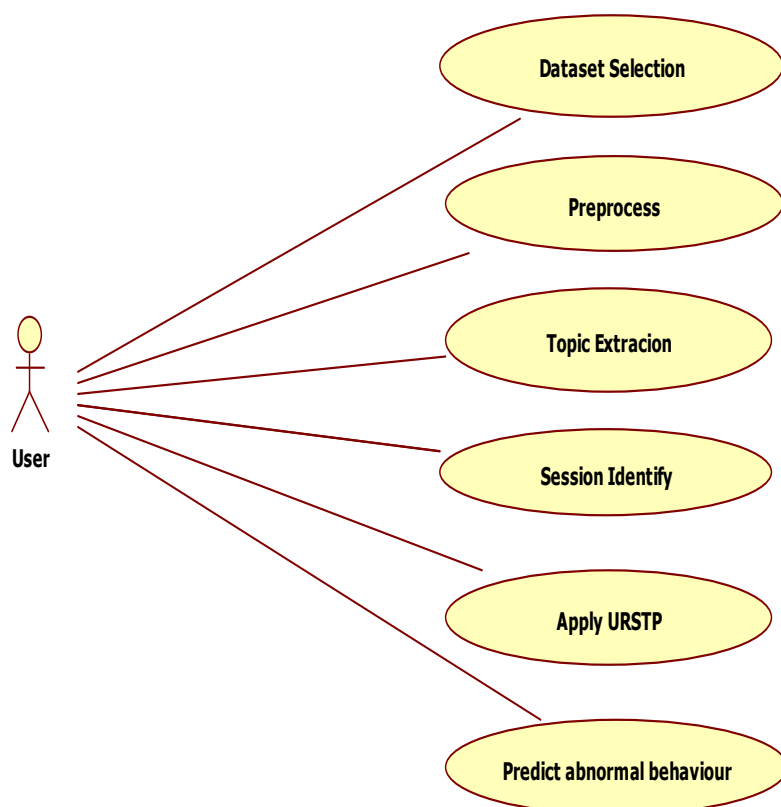 Dataset Selection
Preprocess
Topic Extracion
User
Session Identify
Apply URSTP
Predict abnormal behaviour